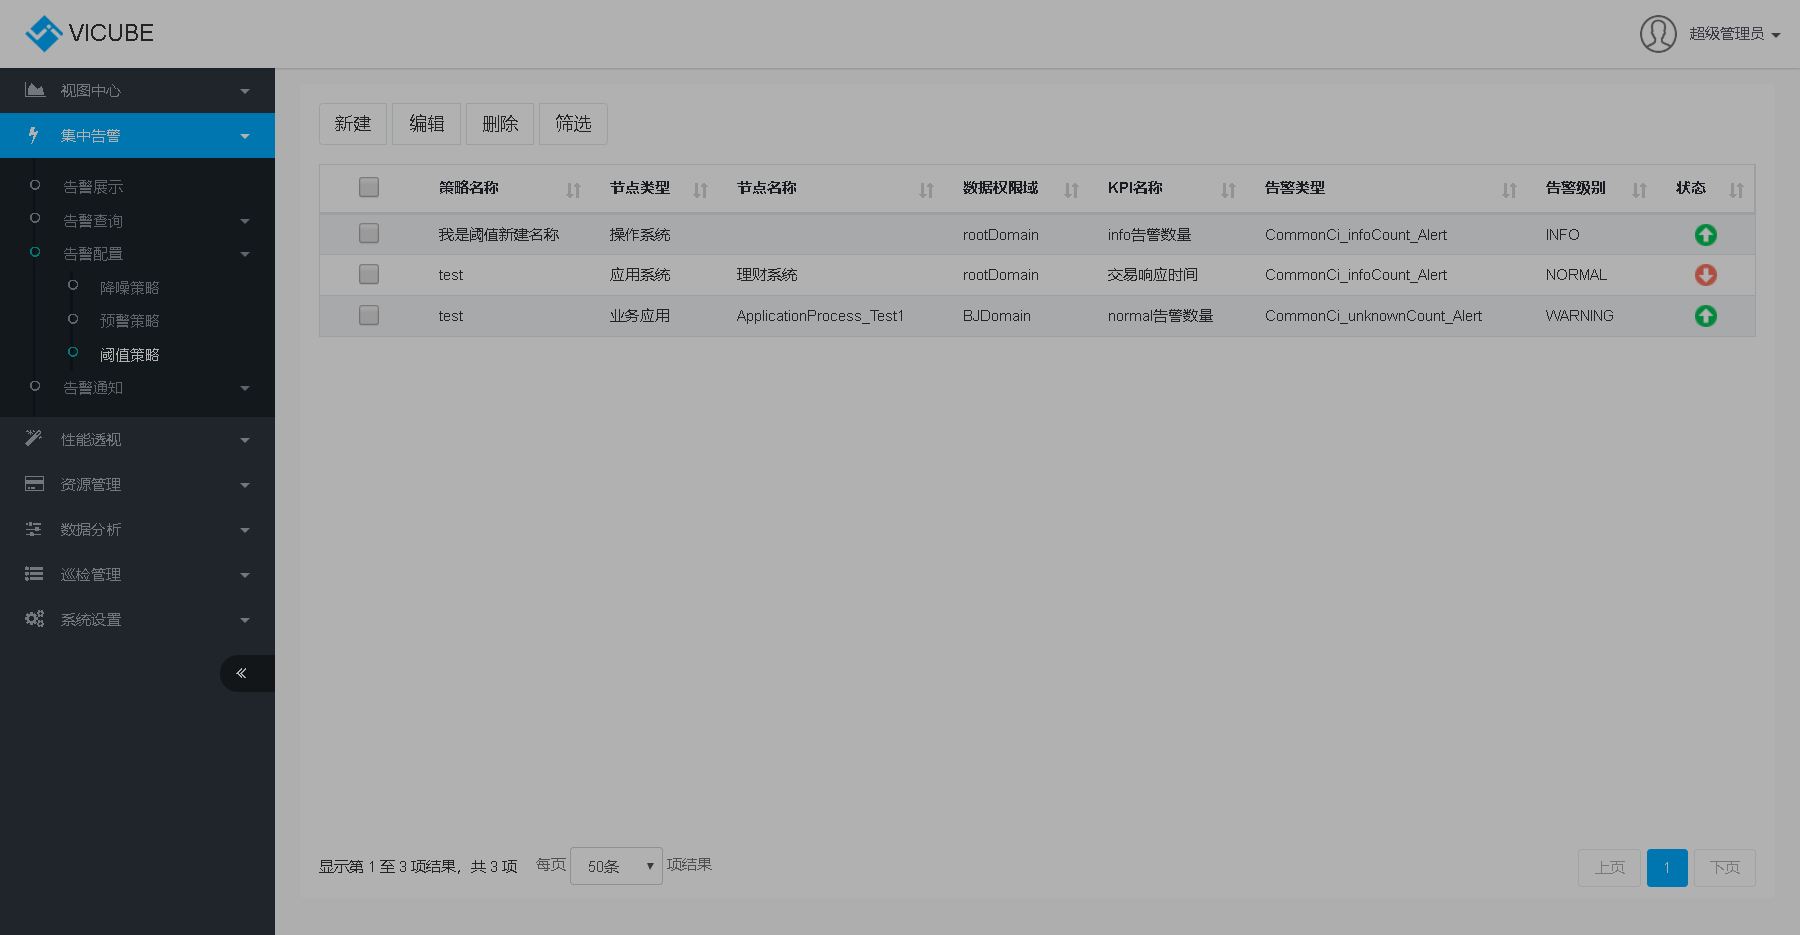 VICUBE
超级管理员
视图中心
集中告警
告警展示
告警查询
告警配置
降噪策略
预警策略
阈值策略
告警通知
性能透视
资源管理
数据分析
巡检管理
系统设置
新建 编辑 删除 筛选
策略名称 节点类型 节点名称 数据权限域 KPI名称 告警类型 告警级别 状态
我是阈值新建名称 操作系统 rootDomain info告警数量 CommonCi_infoCount_Alert INFO
test 应用系统 理财系统 rootDomain 交易响应时间 CommonCi_infoCount_Alert NORMAL
test 业务应用 ApplicationProcess_Test1 BJDomain normal告警数量 CommonCi_unknownCount_Alert WARNING
显示第 1 至 3 项结果，共 3 项 每页 50条 项结果
上页 1 下页